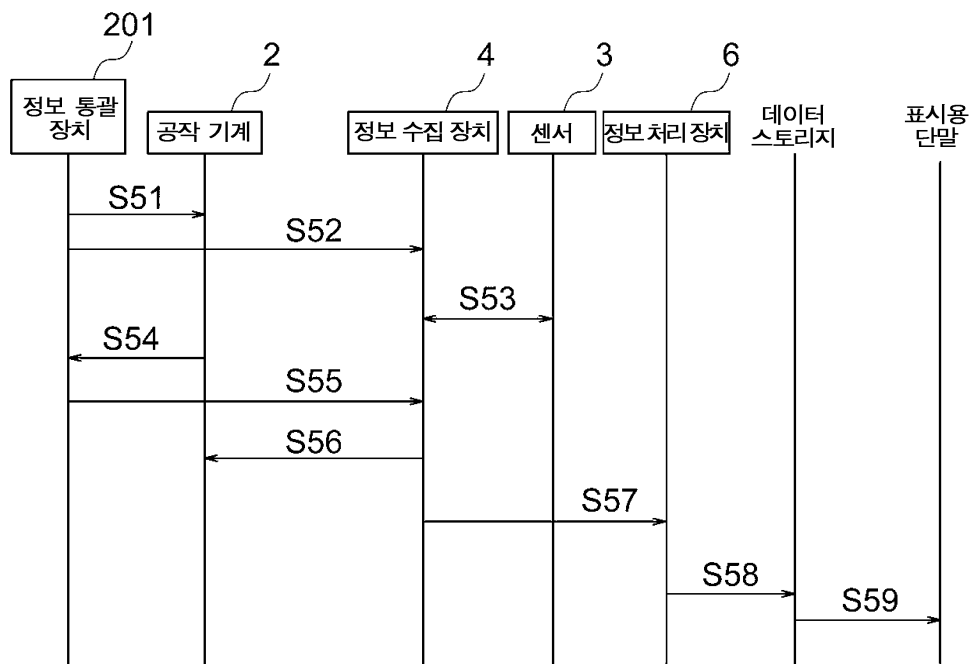 201
2
4
3
6
정보 통괄
장치
공작 기계
정보 수집 장치
센서
정보 처리 장치
데이터
스토리지
표시용
단말
S51
S52
S53
S54
S55
S56
S57
S58
S59